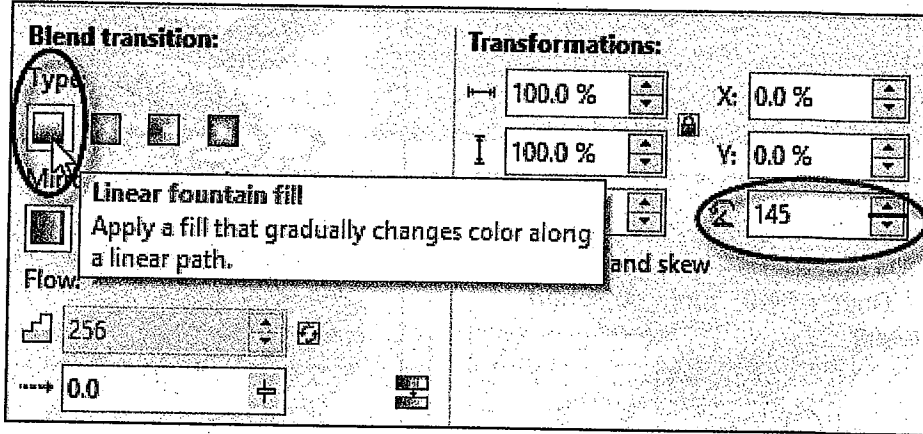 Blend transition:
Type
Linear fountain fill
Apply a fill that gradually changes color along
a linear path.
Flow:
256
0.0
Transformations:
100.0 %
X: 0.0 %
100.0 %
Y: 0.0 %
145
and skew